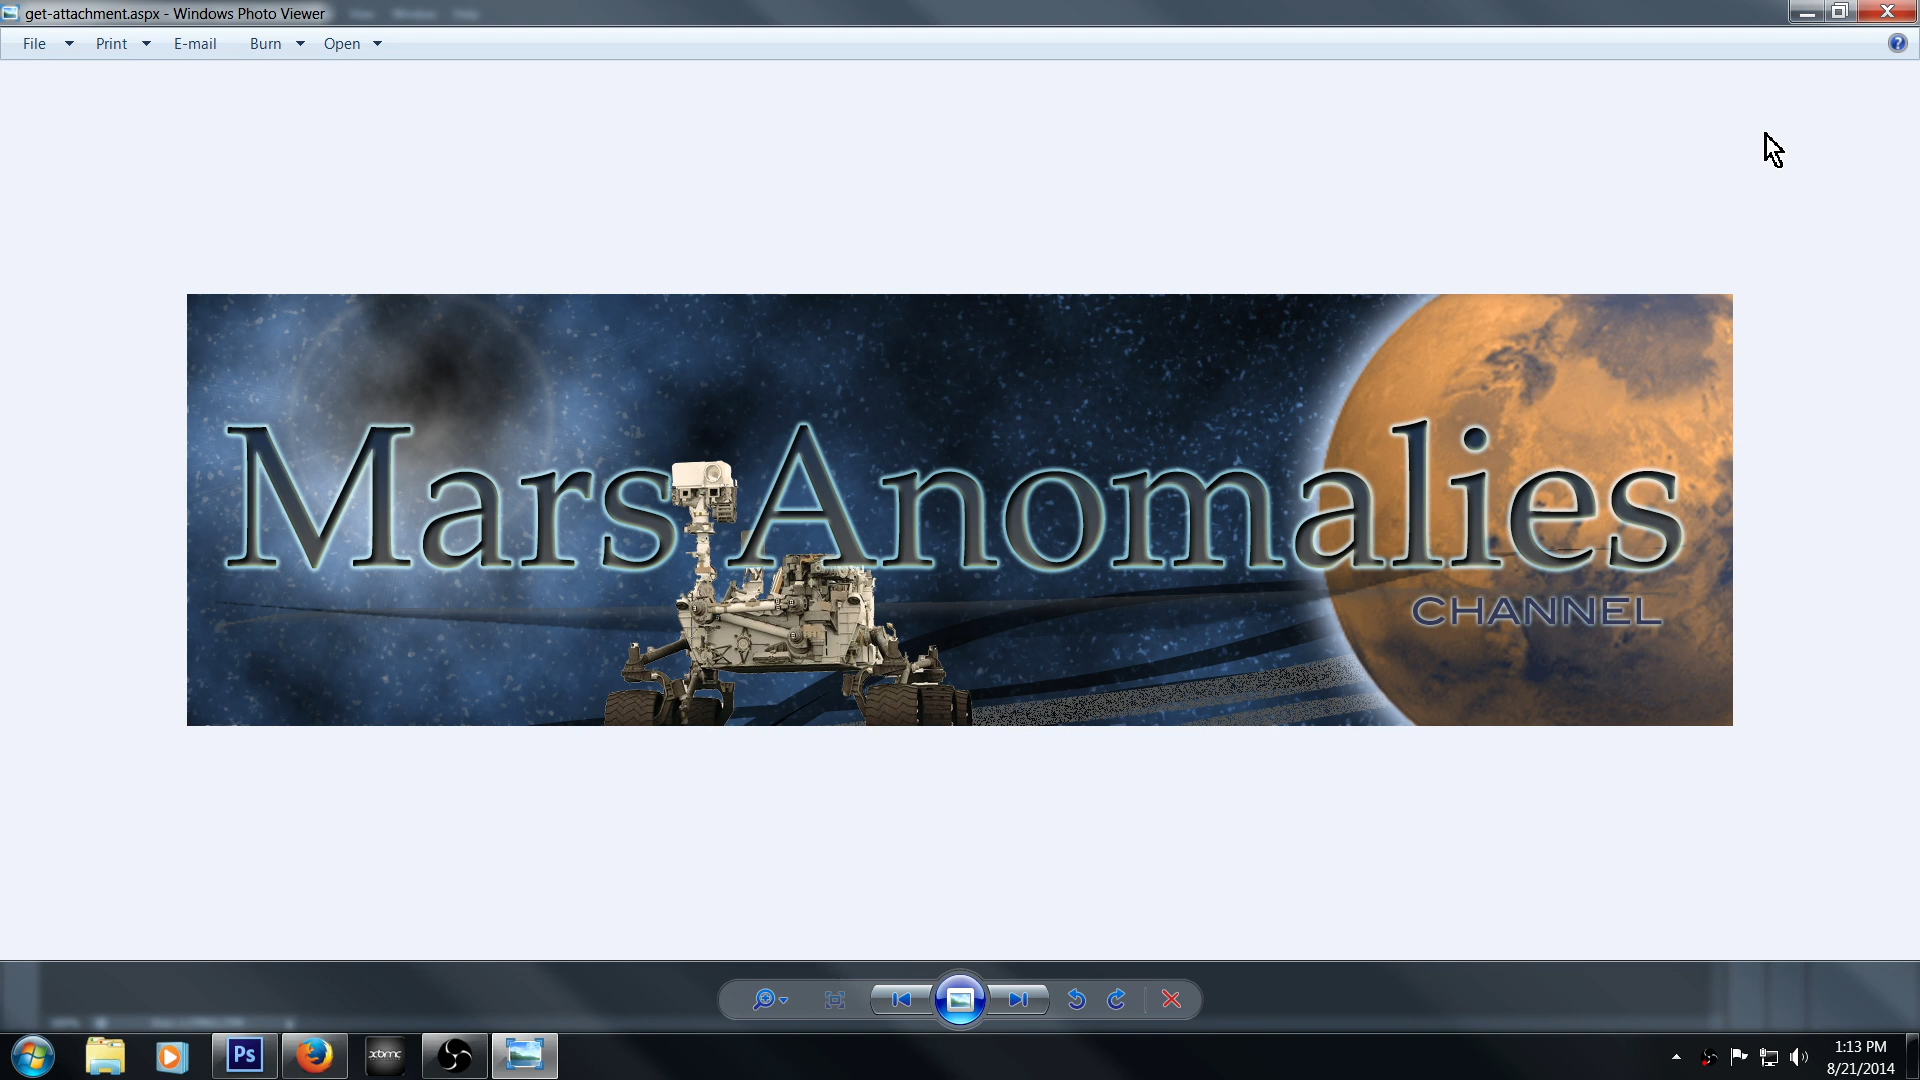 get-attachment.aspx - Windows Photo Viewer
File Print E-mail Burn Open
Mars Anomalies
CHANNEL
Ps
xbmc
1:13 PM
8/21/2014